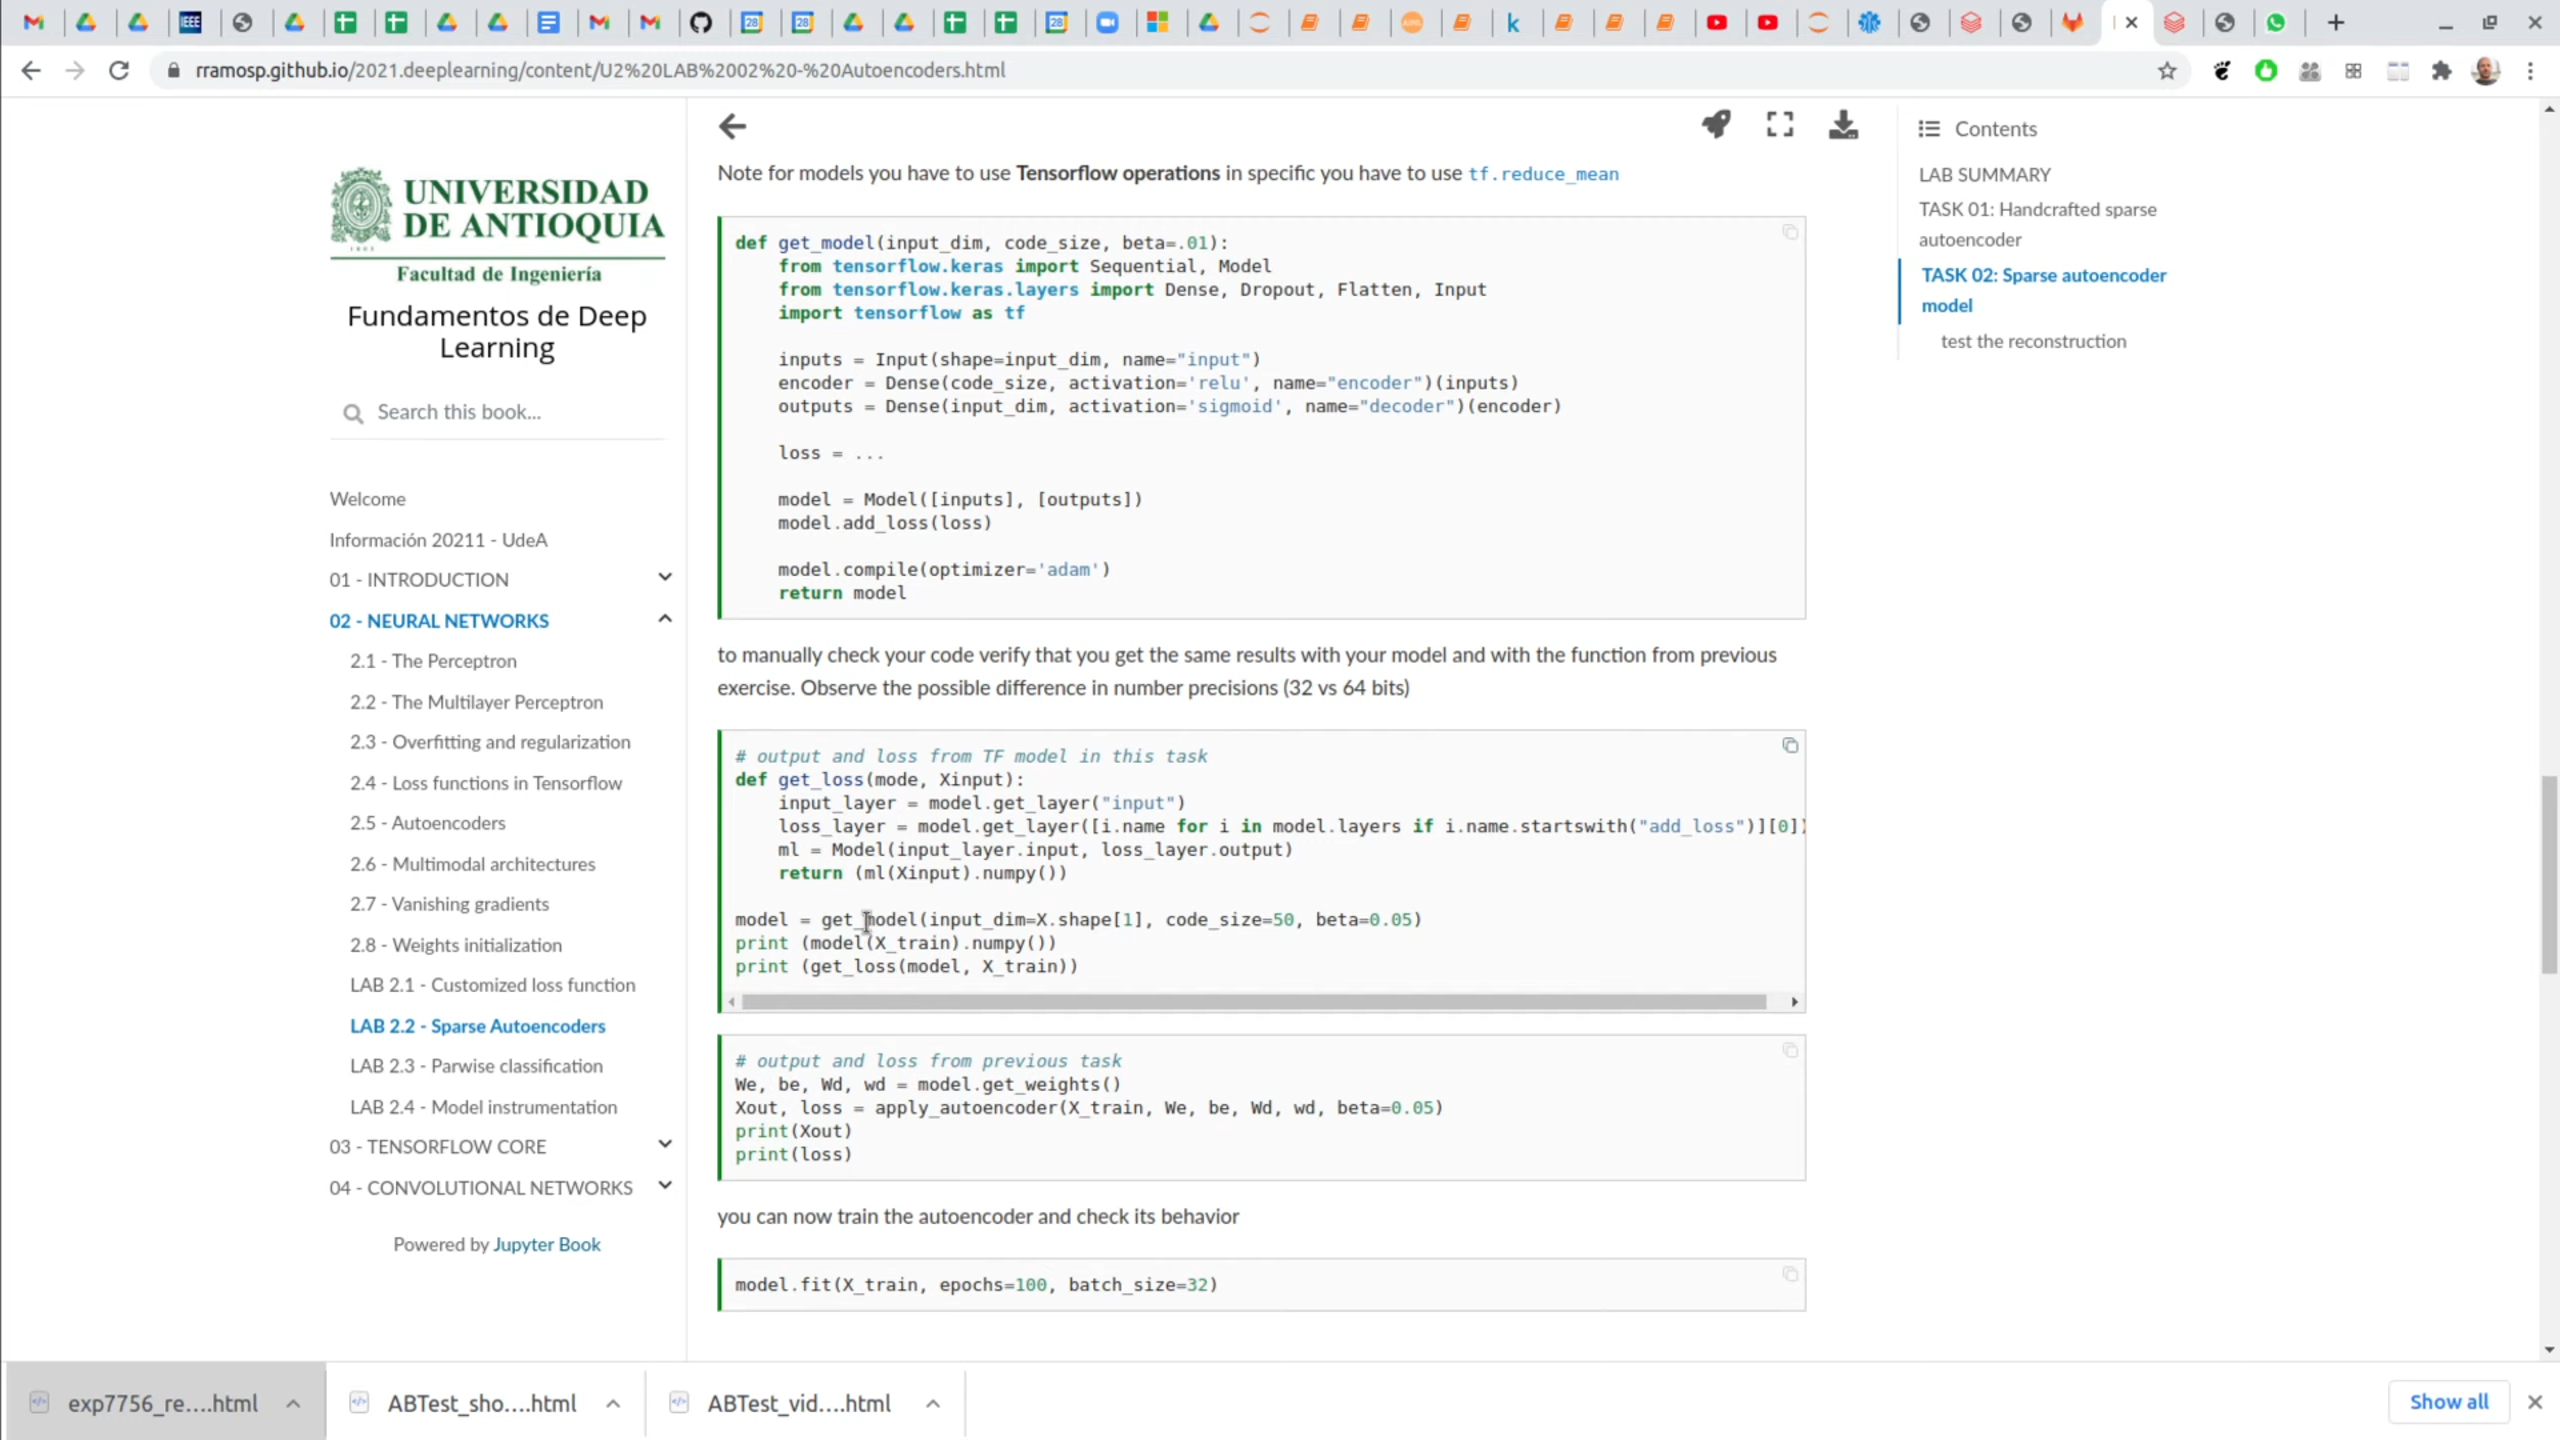 rramosp.github.io/2021.deeplearning/content/U2%20LAB%2002%20-%20Autoencoders.html
UNIVERSIDAD
DE ANTIOQUIA
1803
Facultad de Ingeniería
Fundamentos de Deep
Learning
Search this book...
Welcome
Información 20211 - UdeA
01 - INTRODUCTION
02 - NEURAL NETWORKS
2.1 - The Perceptron
2.2 - The Multilayer Perceptron
2.3 - Overfitting and regularization
2.4 - Loss functions in Tensorflow
2.5 - Autoencoders
2.6 - Multimodal architectures
2.7 - Vanishing gradients
2.8 - Weights initialization
LAB 2.1 - Customized loss function
LAB 2.2 - Sparse Autoencoders
LAB 2.3 - Parwise classification
LAB 2.4 - Model instrumentation
03 - TENSORFLOW CORE
04 - CONVOLUTIONAL NETWORKS
Powered by Jupyter Book
Note for models you have to use Tensorflow operations in specific you have to use tf.reduce_mean
def get_model(input_dim, code_size, beta=.01):
    from tensorflow.keras import Sequential, Model
    from tensorflow.keras.layers import Dense, Dropout, Flatten, Input
    import tensorflow as tf
    inputs = Input(shape=input_dim, name="input")
    encoder = Dense(code_size, activation='relu', name="encoder")(inputs)
    outputs = Dense(input_dim, activation='sigmoid', name="decoder")(encoder)
    loss = ...
    model = Model([inputs], [outputs])
    model.add_loss(loss)
    model.compile(optimizer='adam')
    return model
to manually check your code verify that you get the same results with your model and with the function from previous
exercise. Observe the possible difference in number precisions (32 vs 64 bits)
# output and loss from TF model in this task
def get_loss(mode, Xinput):
    input_layer = model.get_layer("input")
    loss_layer = model.get_layer([i.name for i in model.layers if i.name.startswith("add_loss")][0])
    ml = Model(input_layer.input, loss_layer.output)
    return (ml(Xinput).numpy())
model = get_model(input_dim=X.shape[1], code_size=50, beta=0.05)
print (model(X_train).numpy())
print (get_loss(model, X_train))
# output and loss from previous task
We, be, Wd, wd = model.get_weights()
Xout, loss = apply_autoencoder(X_train, We, be, Wd, wd, beta=0.05)
print(Xout)
print(loss)
you can now train the autoencoder and check its behavior
model.fit(X_train, epochs=100, batch_size=32)
Contents
LAB SUMMARY
TASK 01: Handcrafted sparse
autoencoder
TASK 02: Sparse autoencoder
model
test the reconstruction
exp7756_re....html
ABTest_sho....html
ABTest_vid....html
Show all